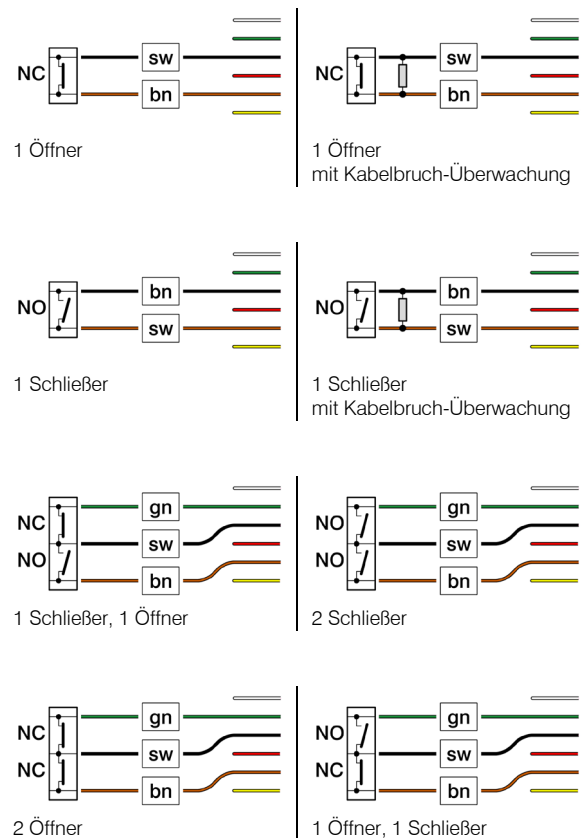 NC sw bn
1 Öffner
NC sw bn
1 Öffner
mit Kabelbruch-Überwachung
NO bn sw
1 Schließer
NO bn sw
1 Schließer
mit Kabelbruch-Überwachung
gn
NC
sw
NO
bn
1 Schließer, 1 Öffner
gn
NO
sw
NO
bn
2 Schließer
gn
NC
sw
NC
bn
2 Öffner
gn
NO
sw
NC
bn
1 Öffner, 1 Schließer